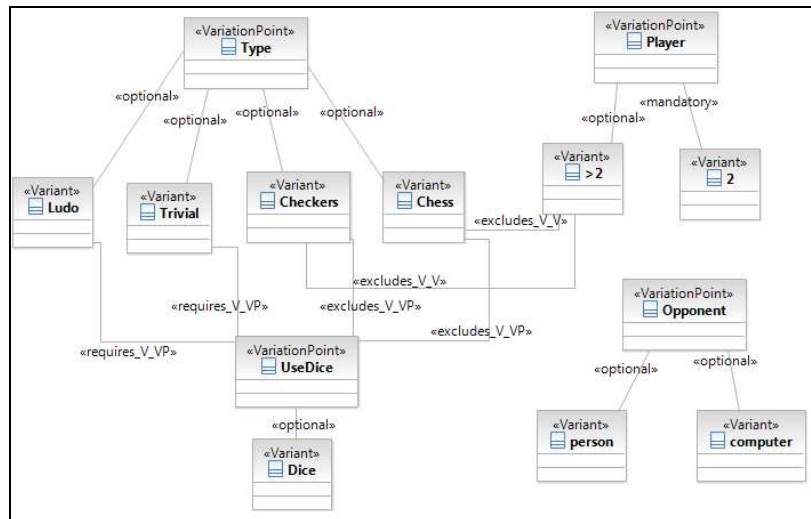 «VariationPoint»
Type
«VariationPoint»
Player
«optional»
«optional»
«optional»
«optional»
«mandatory»
«optional»
«Variant»
>2
«Variant»
2
«Variant»
Ludo
«Variant»
Trivial
«Variant»
Checkers
«Variant»
Chess
«excludes_V_V»
«excludes_V_V»
«requires_V_VP»
«excludes_V_VP»
«excludes_V_VP»
«requires_V_VP»
«VariationPoint»
Opponent
«VariationPoint»
UseDice
«optional»
«optional»
«optional»
«Variant»
person
«Variant»
computer
«Variant»
Dice